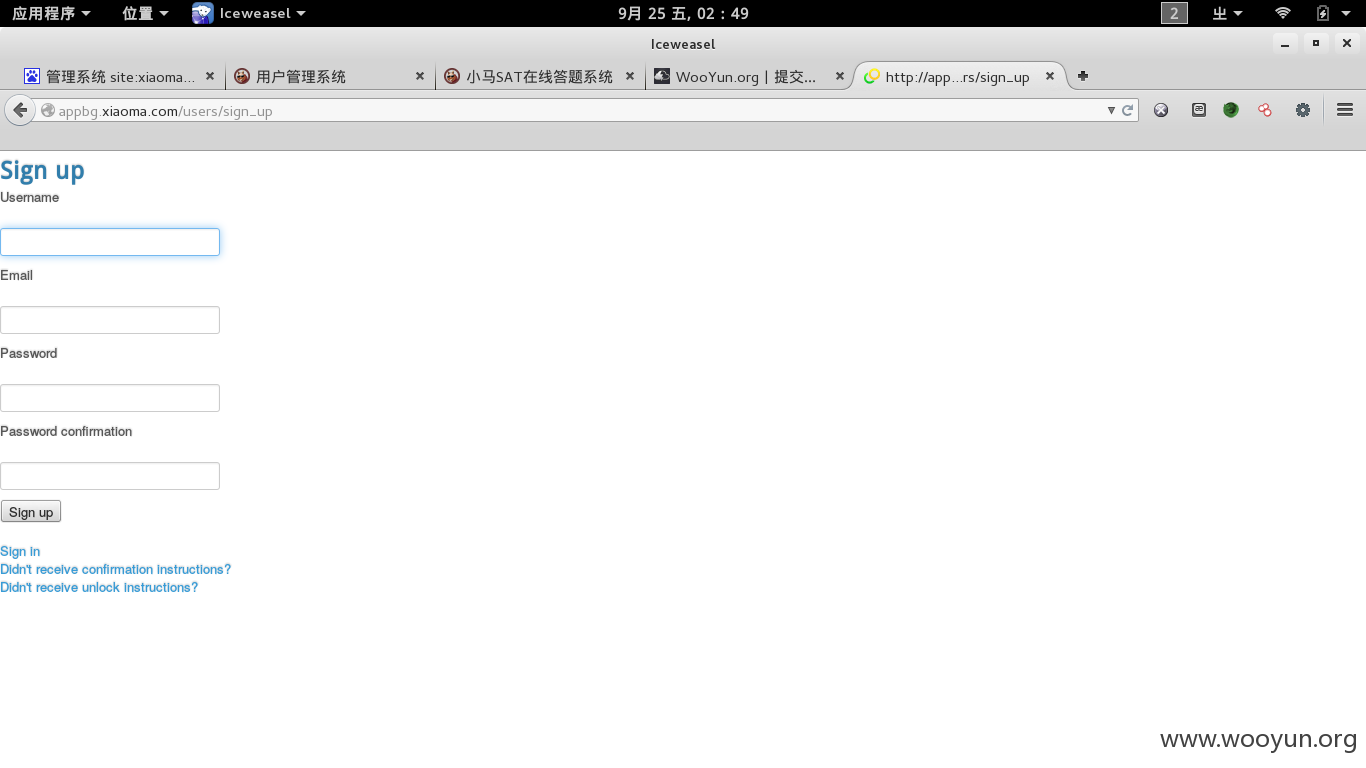 应用程序 位置 Iceweasel 9月 25 五, 02：49 2
Iceweasel
管理系统 site:xiaoma... 用户管理系统 小马SAT在线答题系统 WooYun.org | 提交... http://app...rs/sign_up
appbg.xiaoma.com/users/sign_up
Sign up
Username
Email
Password
Password confirmation
Sign up
Sign in
Didn't receive confirmation instructions?
Didn't receive unlock instructions?
www.wooyun.org